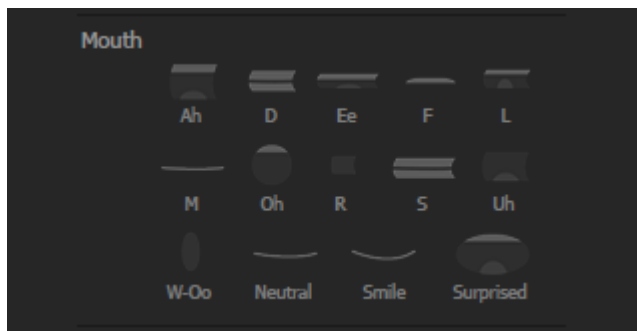 Mouth
Ah D Ee F L
M Oh R S Uh
W-Oo Neutral Smile Surprised